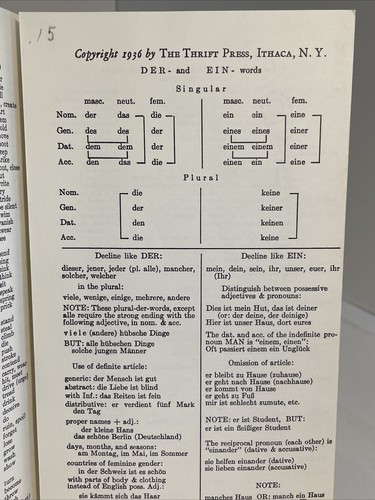 15
Copyright 1936 by THE THRIFT PRESS, ITHACA, N. Y.
DER- and EIN-words
Singular
masc. neut. fem. masc. neut. fem.
Nom. der das die ein ein eine
Gen. des des der eines eines einer
Dat. dem dem der einem einem einer
Acc. den das die einen ein eine
Plural
Nom. die keine
Gen. der keiner
Dat. den keinen
Acc. die keine
Decline like DER:
dieser, jener, jeder (pl. alle), mancher,
solcher, welcher
in the plural:
viele, wenige, einige, mehrere, andere
NOTE: These plural-der-words, except
alle require the strong ending with the
following adjective, in nom. & acc.
viele (andere) hübsche Dinge
BUT: alle hübschen Dinge
solche jungen Männer
Use of definite article:
generic: der Mensch ist gut
abstract: die Liebe ist blind
with Inf.: das Reiten ist fein
distributive: er verdient fünf Mark
den Tag
proper names + adj.:
der kleine Hans
das schöne Berlin (Deutschland)
days, months, and seasons:
am Montag, im Mai, im Sommer
countries of feminine gender:
in der Schweiz ist es schön
with parts of body & clothing
instead of English poss. Adj.:
sie kämmt sich das Haar
Decline like EIN:
mein, dein, sein, ihr, unser, euer, ihr
(Ihr)
Distinguish between possessive
adjectives & pronouns:
Dies ist mein Hut, das ist deiner
(or: der deine, der deinige)
Hier ist unser Haus, dort eures
The dat. and acc. of the indefinite pro-
noun MAN is "einem, einen":
Oft passiert einem ein Unglück
Omission of article:
er bleibt zu Hause (zuhause)
er geht nach Hause (nachhause)
er kommt von Hause
er geht zu Fuß
mir ist schlecht zumute, etc.
NOTE: er ist Student, BUT:
er ist ein fleißiger Student
The reciprocal pronoun (each other) is
"einander" (dative & accusative):
sie helfen einander (dative)
sie lieben einander (accusative)
NOTE:
manches Haus OR: manch ein Haus